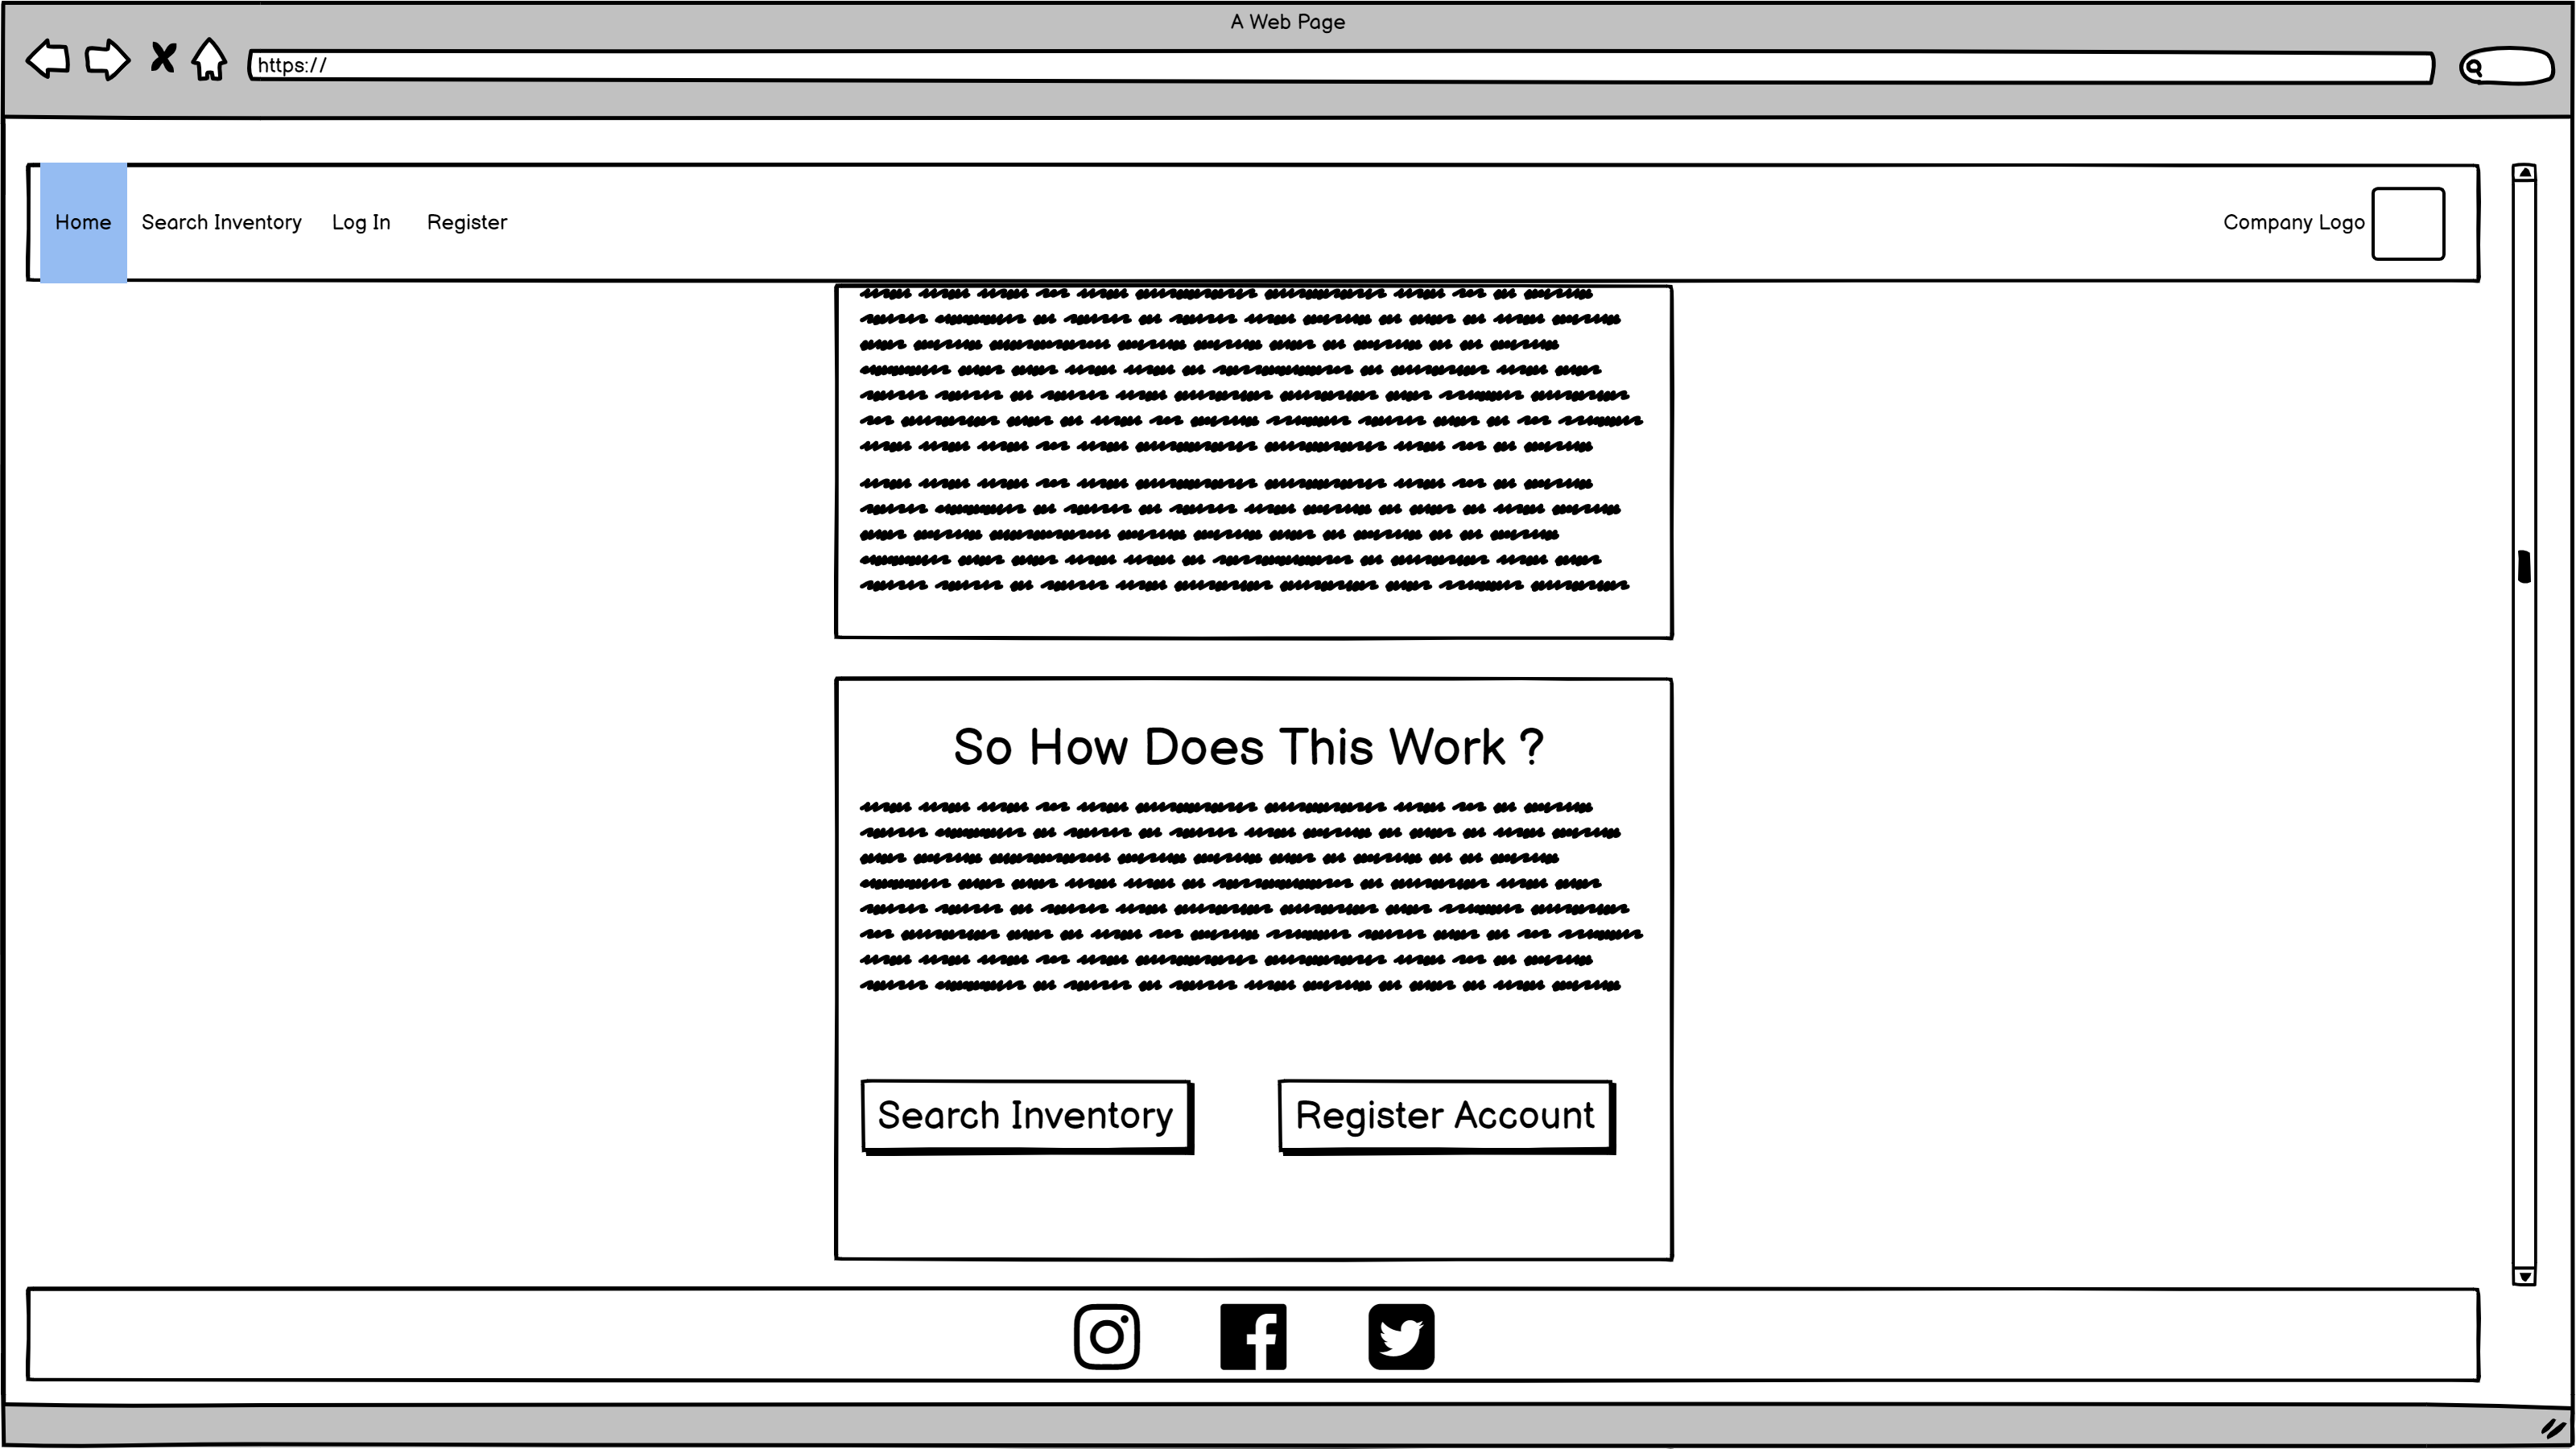 A Web Page
https://
Home Search Inventory Log In Register Company Logo
So How Does This Work ?
Search Inventory Register Account